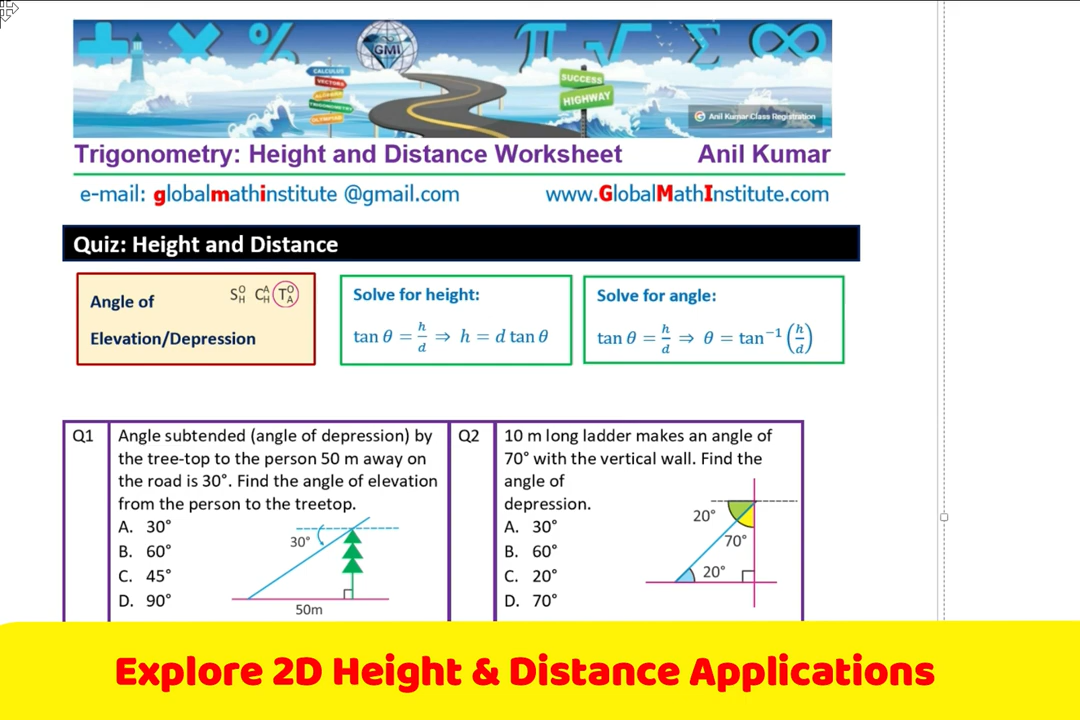 GMI
CALCULUS
VECTORS
TRIGONOMETRY
SUCCESS
HIGHWAY
Anil Kumar Class Registration
Trigonometry: Height and Distance Worksheet Anil Kumar
e-mail: globalmathinstitute @gmail.com www.GlobalMathInstitute.com
Quiz: Height and Distance
Angle of S O/H C A/H T O/A
Elevation/Depression
Solve for height:
tan θ = h/d ⇒ h = d tan θ
Solve for angle:
tan θ = h/d ⇒ θ = tan⁻¹ (h/d)
Q1 Angle subtended (angle of depression) by
the tree-top to the person 50 m away on
the road is 30°. Find the angle of elevation
from the person to the treetop.
A. 30°
B. 60°
C. 45°
D. 90°
30°
50m
Q2 10 m long ladder makes an angle of
70° with the vertical wall. Find the
angle of
depression.
A. 30°
B. 60°
C. 20°
D. 70°
20°
70°
20°
Explore 2D Height & Distance Applications